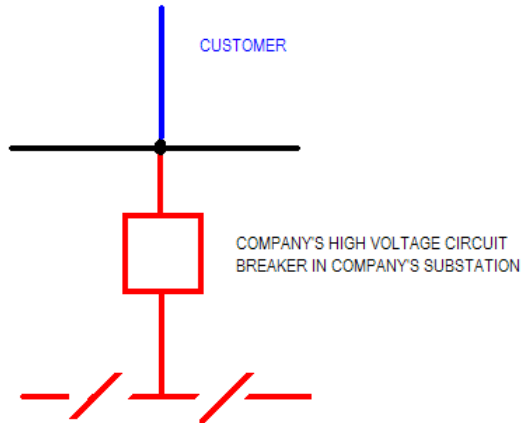 CUSTOMER
COMPANY'S HIGH VOLTAGE CIRCUIT
BREAKER IN COMPANY'S SUBSTATION